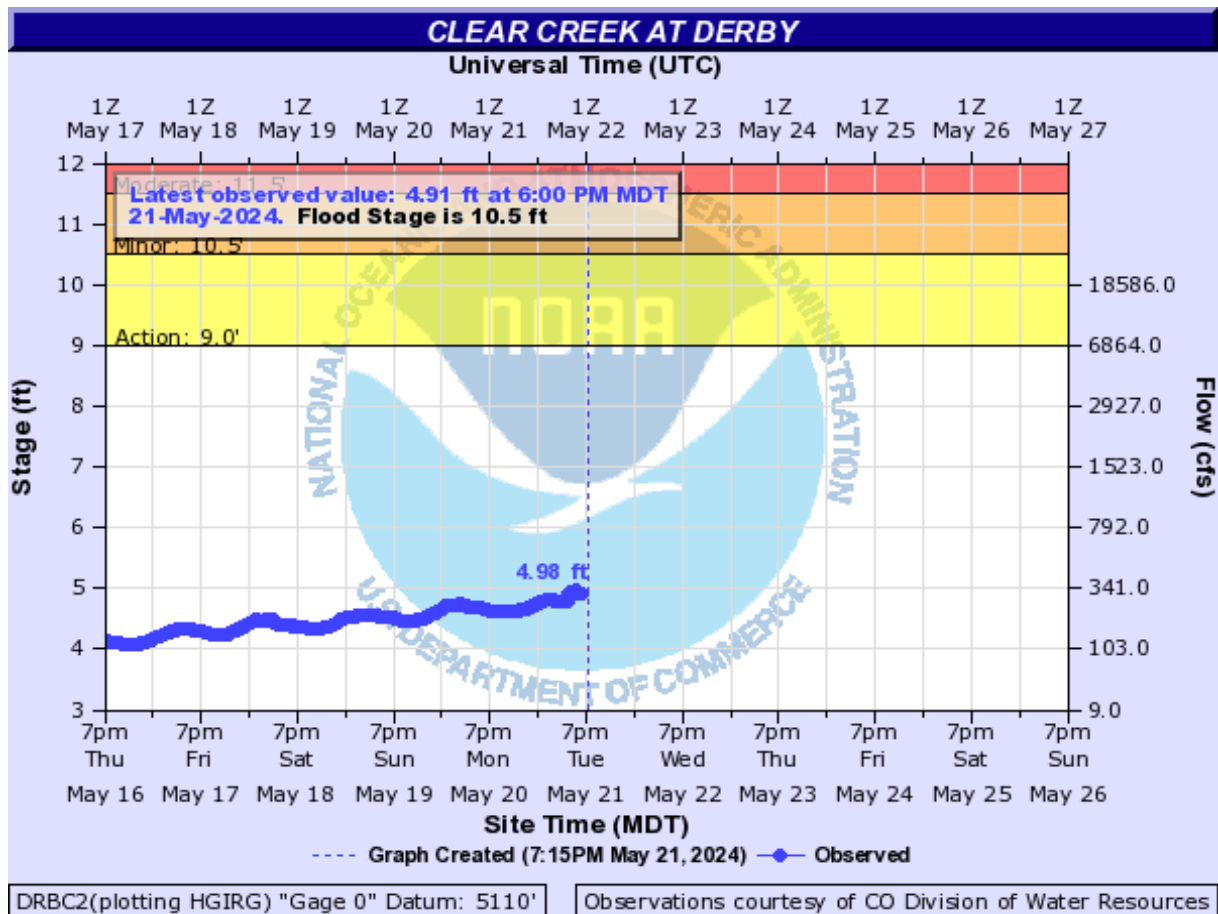 CLEAR CREEK AT DERBY
Universal Time (UTC)
1Z 1Z 1Z 1Z 1Z 1Z 1Z 1Z 1Z 1Z 1Z
May 17 May 18 May 19 May 20 May 21 May 22 May 23 May 24 May 25 May 26 May 27
Moderate: 11.5'
Latest observed value: 4.91 ft at 6:00 PM MDT
21-May-2024. Flood Stage is 10.5 ft
Minor: 10.5'
Action: 9.0'
12
11
10
9
8
7
6
5
4
3
Stage (ft)
NATIONAL OCEANIC AND ATMOSPHERIC ADMINISTRATION
NOAA
U.S. DEPARTMENT OF COMMERCE
4.98 ft
18586.0
6864.0
2927.0
1523.0
792.0
341.0
103.0
9.0
Flow (cfs)
7pm 7pm 7pm 7pm 7pm 7pm 7pm 7pm 7pm 7pm 7pm
Thu Fri Sat Sun Mon Tue Wed Thu Fri Sat Sun
May 16 May 17 May 18 May 19 May 20 May 21 May 22 May 23 May 24 May 25 May 26
Site Time (MDT)
Graph Created (7:15PM May 21, 2024) Observed
DRBC2(plotting HGIRG) "Gage 0" Datum: 5110'
Observations courtesy of CO Division of Water Resources